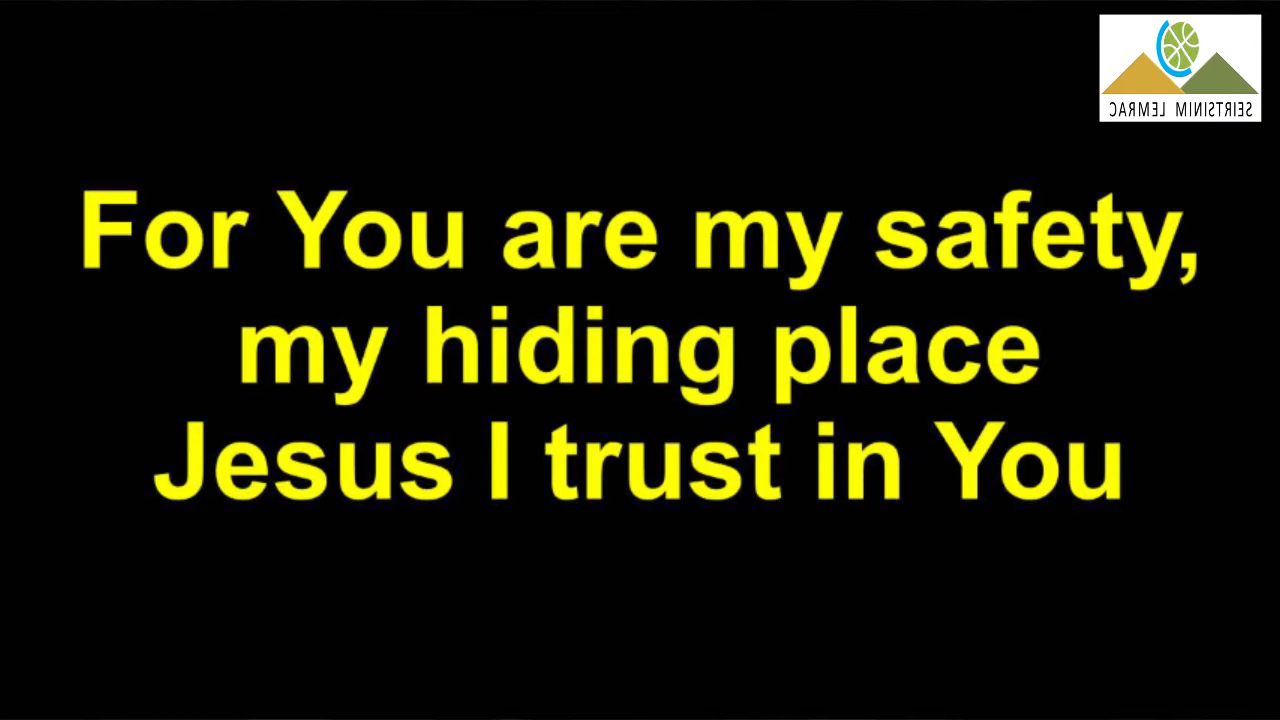 CARMEL MINISTRIES
For You are my safety,
my hiding place
Jesus I trust in You